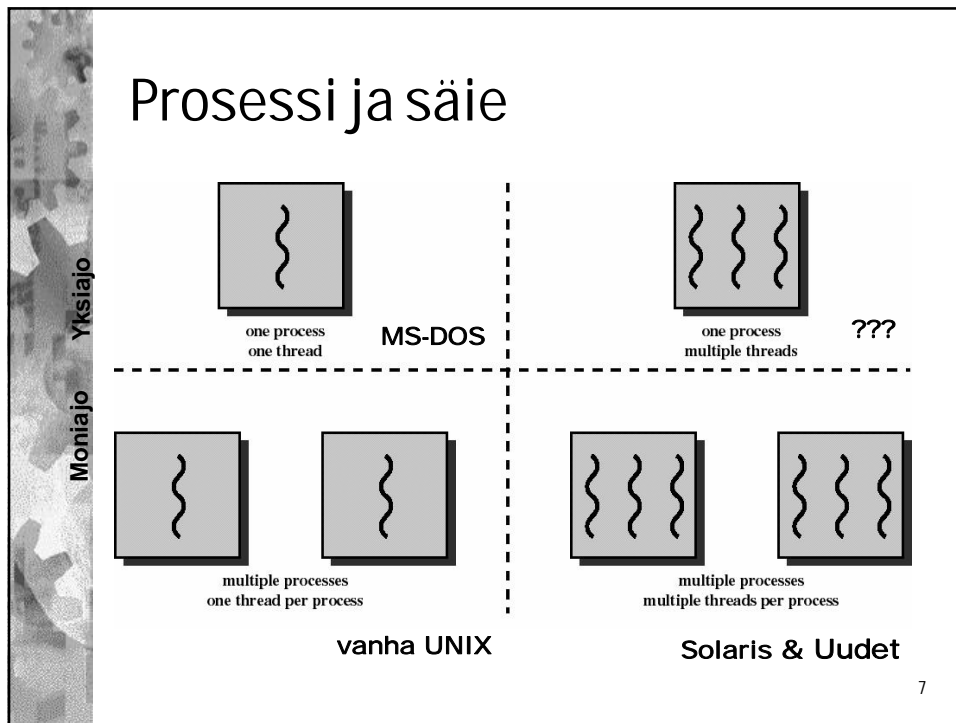 Prosessi ja säie
Yksiajo
one process
one thread
MS-DOS
one process
multiple threads
???
Moniajo
multiple processes
one thread per process
vanha UNIX
multiple processes
multiple threads per process
Solaris & Uudet
7